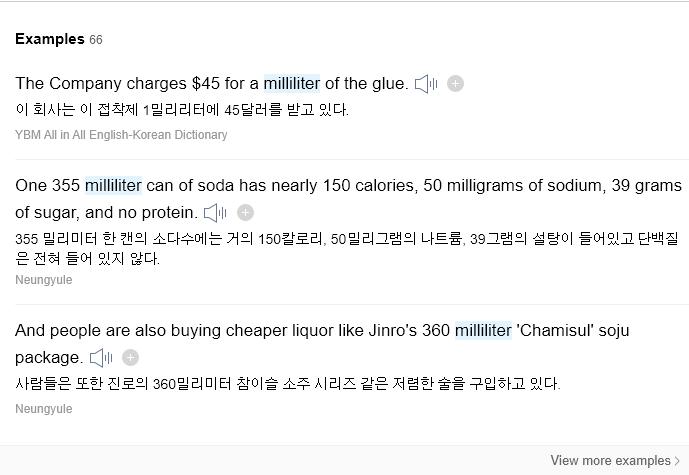 Examples 66
The Company charges $45 for a milliliter of the glue.
이 회사는 이 접착제 1밀리리터에 45달러를 받고 있다.
YBM All in All English-Korean Dictionary
One 355 milliliter can of soda has nearly 150 calories, 50 milligrams of sodium, 39 grams
of sugar, and no protein.
355 밀리미터 한 캔의 소다수에는 거의 150칼로리, 50밀리그램의 나트륨, 39그램의 설탕이 들어있고 단백질
은 전혀 들어 있지 않다.
Neungyule
And people are also buying cheaper liquor like Jinro's 360 milliliter 'Chamisul' soju
package.
사람들은 또한 진로의 360밀리미터 참이슬 소주 시리즈 같은 저렴한 술을 구입하고 있다.
Neungyule
View more examples >